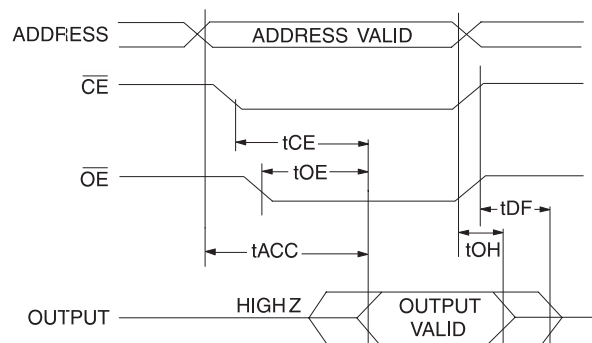 ADDRESS
ADDRESS VALID
CE
tCE
OE
tOE
tDF
tACC
tOH
OUTPUT
HIGH Z
OUTPUT
VALID